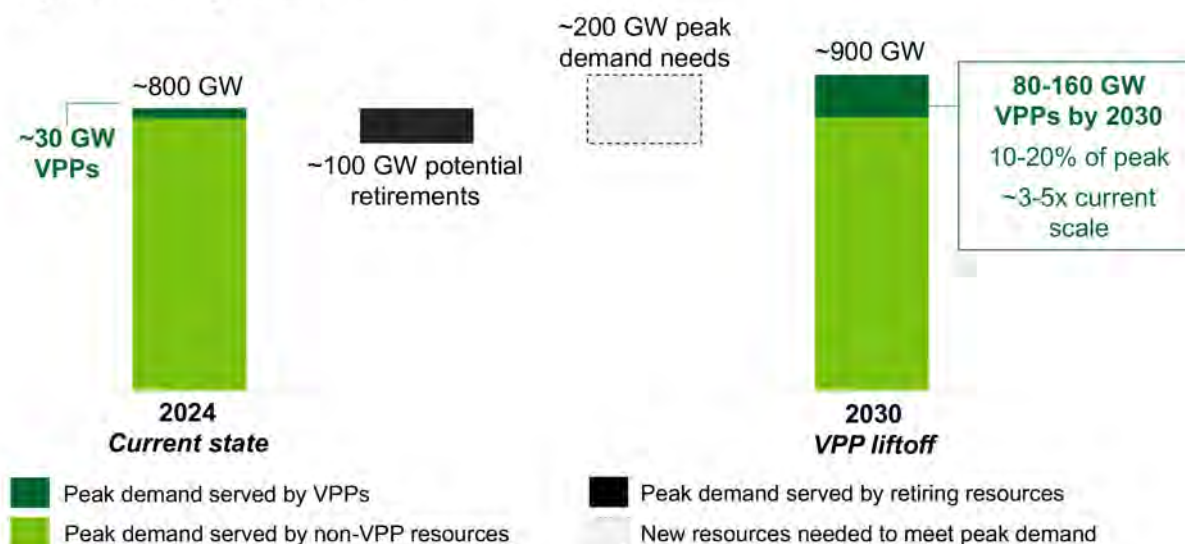 ~800 GW
~30 GW
VPPs
~100 GW potential
retirements
~200 GW peak
demand needs
~900 GW
80-160 GW
VPPs by 2030
10-20% of peak
~3-5x current
scale
2024
Current state
2030
VPP liftoff
Peak demand served by VPPs
Peak demand served by non-VPP resources
Peak demand served by retiring resources
New resources needed to meet peak demand